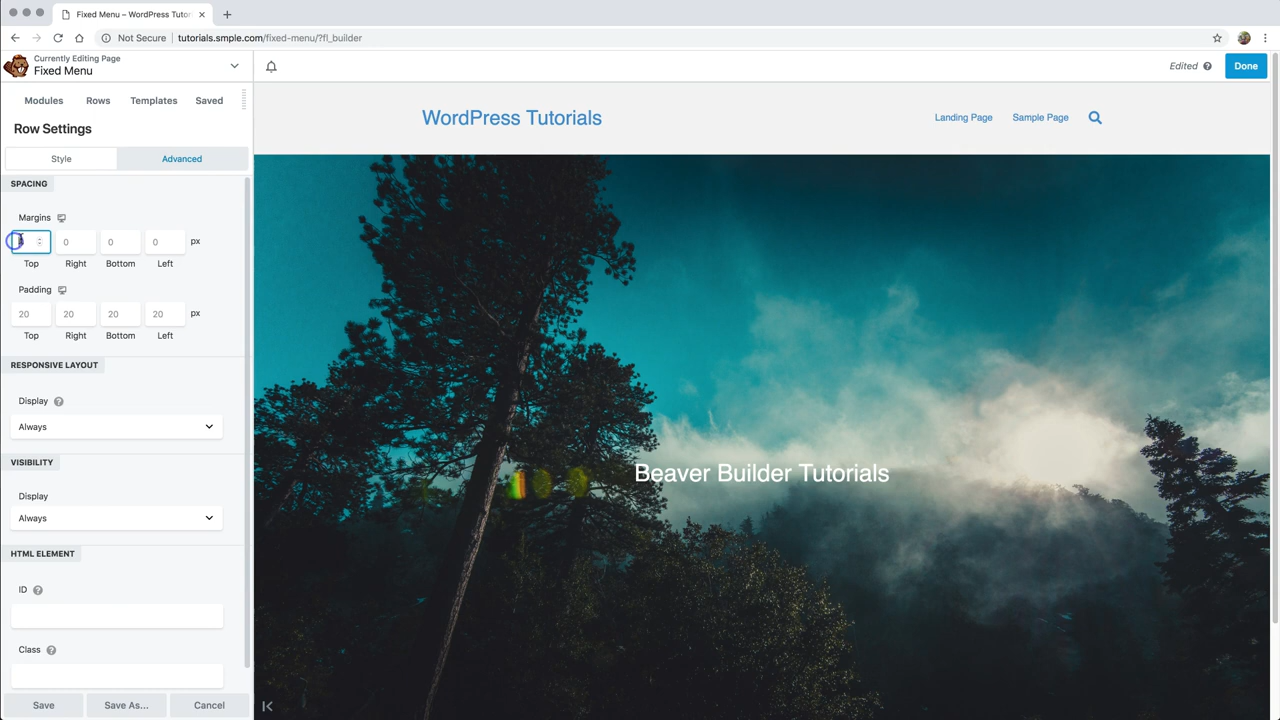 Fixed Menu – WordPress Tutor
Not Secure
tutorials.smple.com/fixed-menu/?fl_builder
Currently Editing Page
Fixed Menu
Edited
Done
Modules
Rows
Templates
Saved
Row Settings
Style
Advanced
WordPress Tutorials
Landing Page
Sample Page
SPACING
Margins
0 0 0 px
Top Right Bottom Left
Padding
20 20 20 20 px
Top Right Bottom Left
RESPONSIVE LAYOUT
Display
Always
VISIBILITY
Display
Always
HTML ELEMENT
ID
Class
Save
Save As...
Cancel
Beaver Builder Tutorials